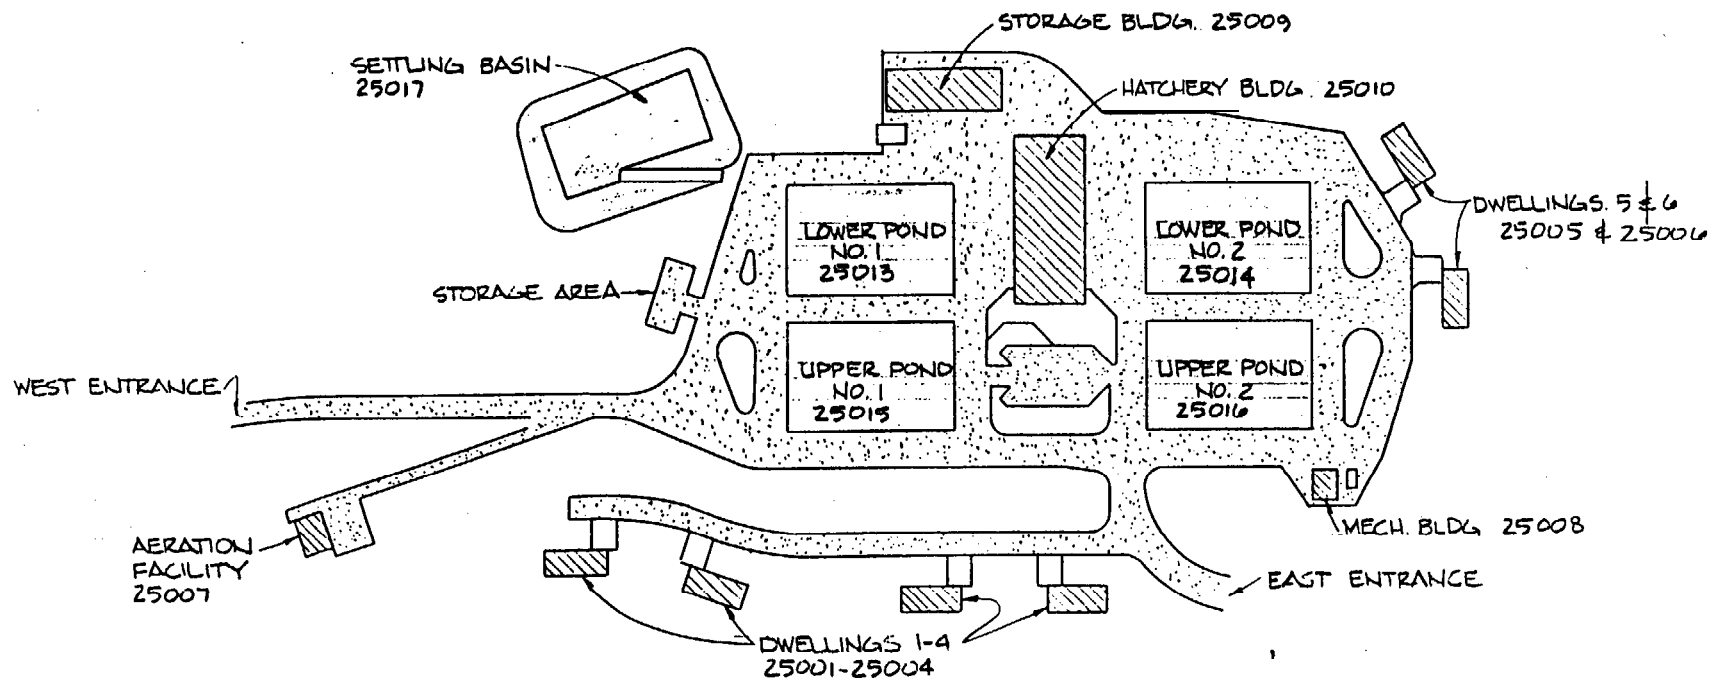 STORAGE BLDG. 25009
SETTLING BASIN
25017
HATCHERY BLDG. 25010
DWELLINGS. 5 & 6
25005 & 25006
LOWER POND
NO. 1
25013
LOWER POND
NO. 2
25014
STORAGE AREA
UPPER POND
NO. 1
25015
UPPER POND
NO. 2
25016
WEST ENTRANCE
MECH. BLDG 25008
AERATION
FACILITY
25007
EAST ENTRANCE
DWELLINGS 1-4
25001-25004